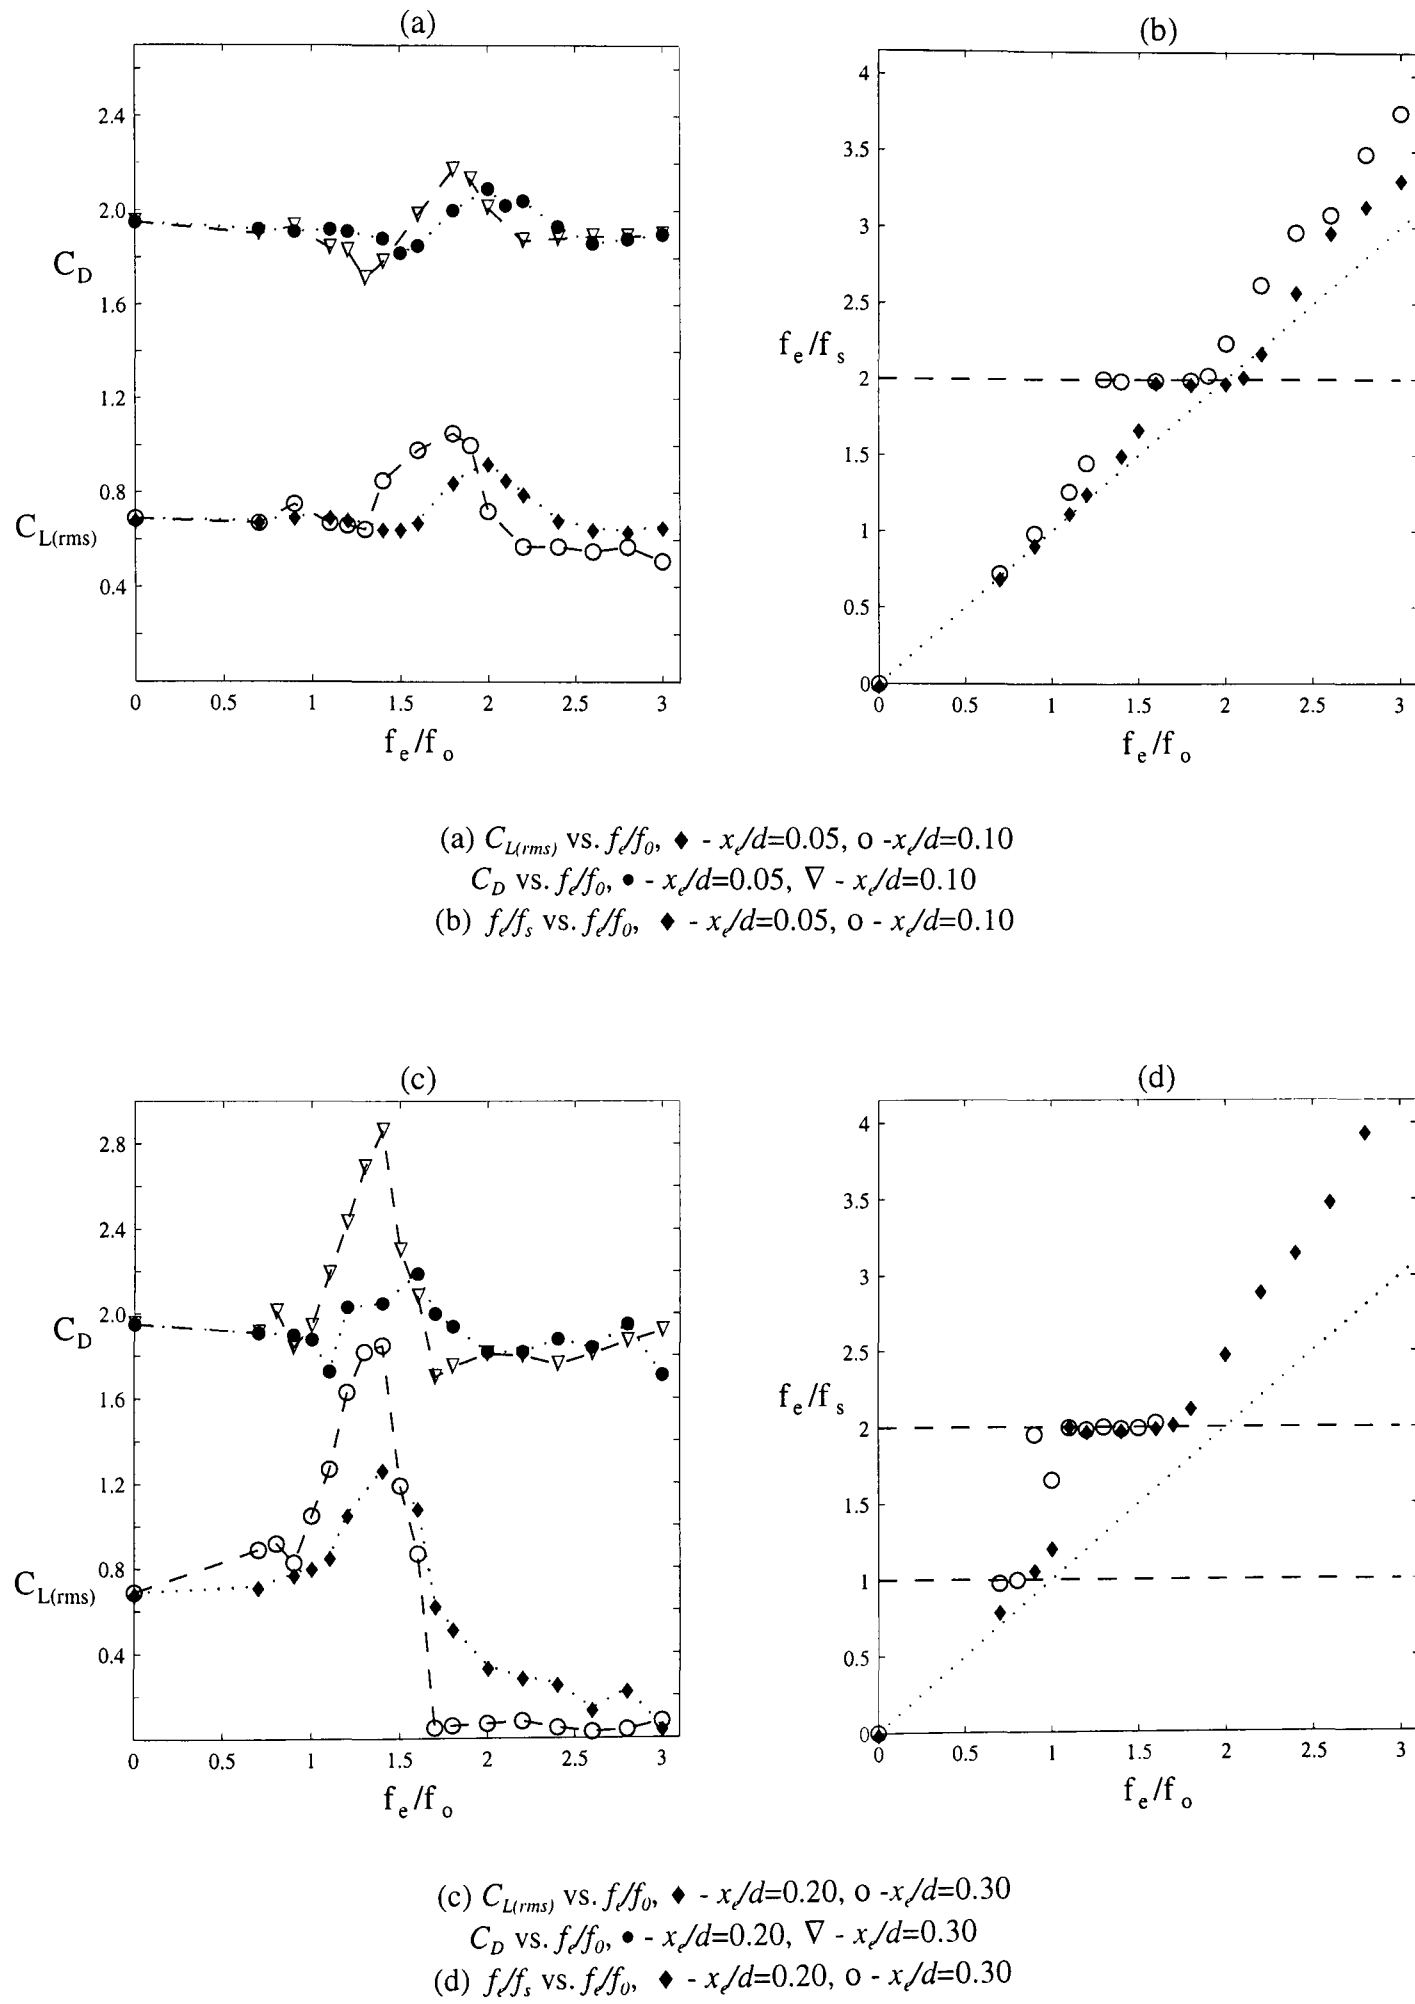 (a)
2.4
2.0
C_D
1.6
1.2
0.8
C_L(rms)
0.4
0 0.5 1 1.5 2 2.5 3
f_e/f_o
(b)
4
3.5
3
2.5
f_e/f_s
2
1.5
1
0.5
0
0 0.5 1 1.5 2 2.5 3
f_e/f_o
(a) C_L(rms) vs. f_e/f_0, ♦ - x_e/d=0.05, o -x_e/d=0.10
C_D vs. f_e/f_0, ● - x_e/d=0.05, ∇ - x_e/d=0.10
(b) f_e/f_s vs. f_e/f_0, ♦ - x_e/d=0.05, o - x_e/d=0.10
(c)
2.8
2.4
2.0
C_D
1.6
1.2
0.8
C_L(rms)
0.4
0 0.5 1 1.5 2 2.5 3
f_e/f_o
(d)
4
3.5
3
2.5
f_e/f_s
2
1.5
1
0.5
0
0 0.5 1 1.5 2 2.5 3
f_e/f_o
(c) C_L(rms) vs. f_e/f_0, ♦ - x_e/d=0.20, o -x_e/d=0.30
C_D vs. f_e/f_0, ● - x_e/d=0.20, ∇ - x_e/d=0.30
(d) f_e/f_s vs. f_e/f_0, ♦ - x_e/d=0.20, o - x_e/d=0.30